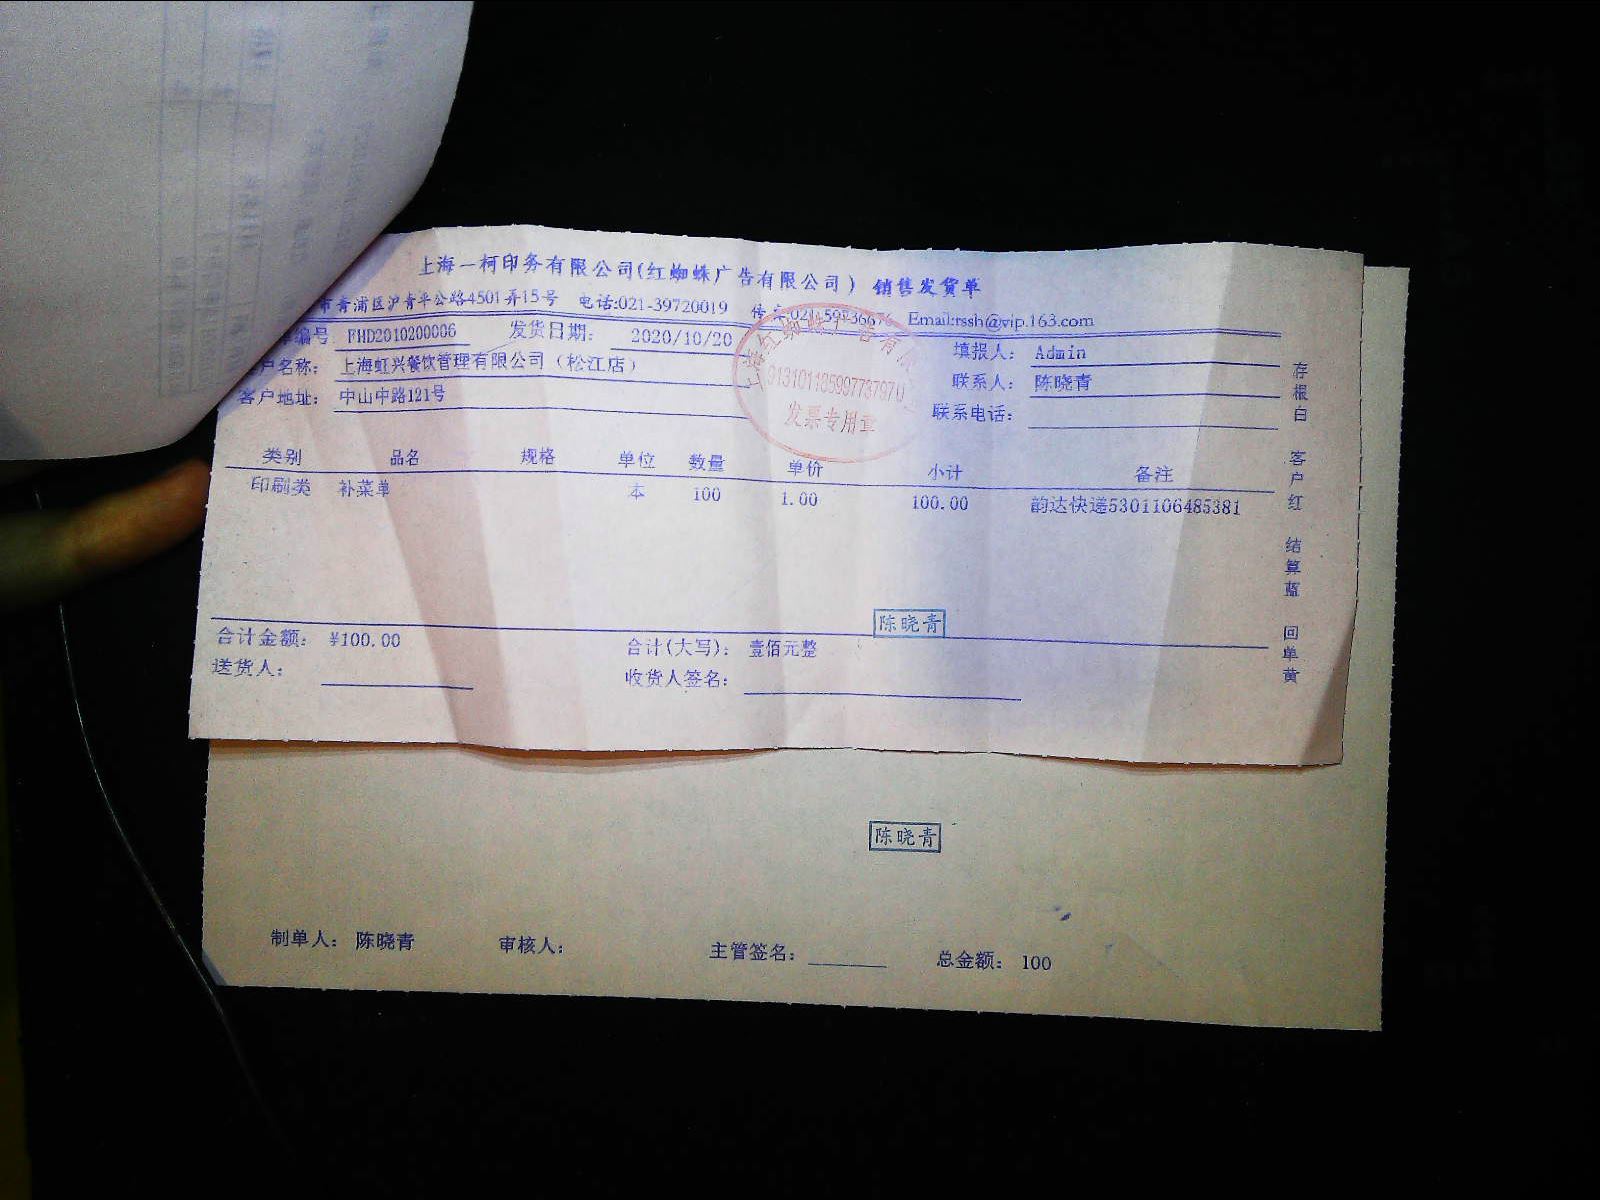 上海一柯印务有限公司(红蜘蛛广告有限公司) 销售发货单
市青浦区沪青平公路4501弄15号 电话:021-39720019 传真:021-59736676 Email:rssh@vip.163.com
编号 FHD2010200006 发货日期: 2020/10/20 填报人: Admin
户名称: 上海虹兴餐饮管理有限公司(松江店) 联系人: 陈晓青
客户地址: 中山中路121号 联系电话:
发票专用章
类别 品名 规格 单位 数量 单价 小计 备注
印刷类 补菜单 本 100 1.00 100.00 韵达快递5301106485381
陈晓青
合计金额: ¥100.00 合计(大写): 壹佰元整
送货人: 收货人签名:
存根白 客户红 结算蓝 回单黄
陈晓青
制单人: 陈晓青 审核人: 主管签名: 总金额: 100